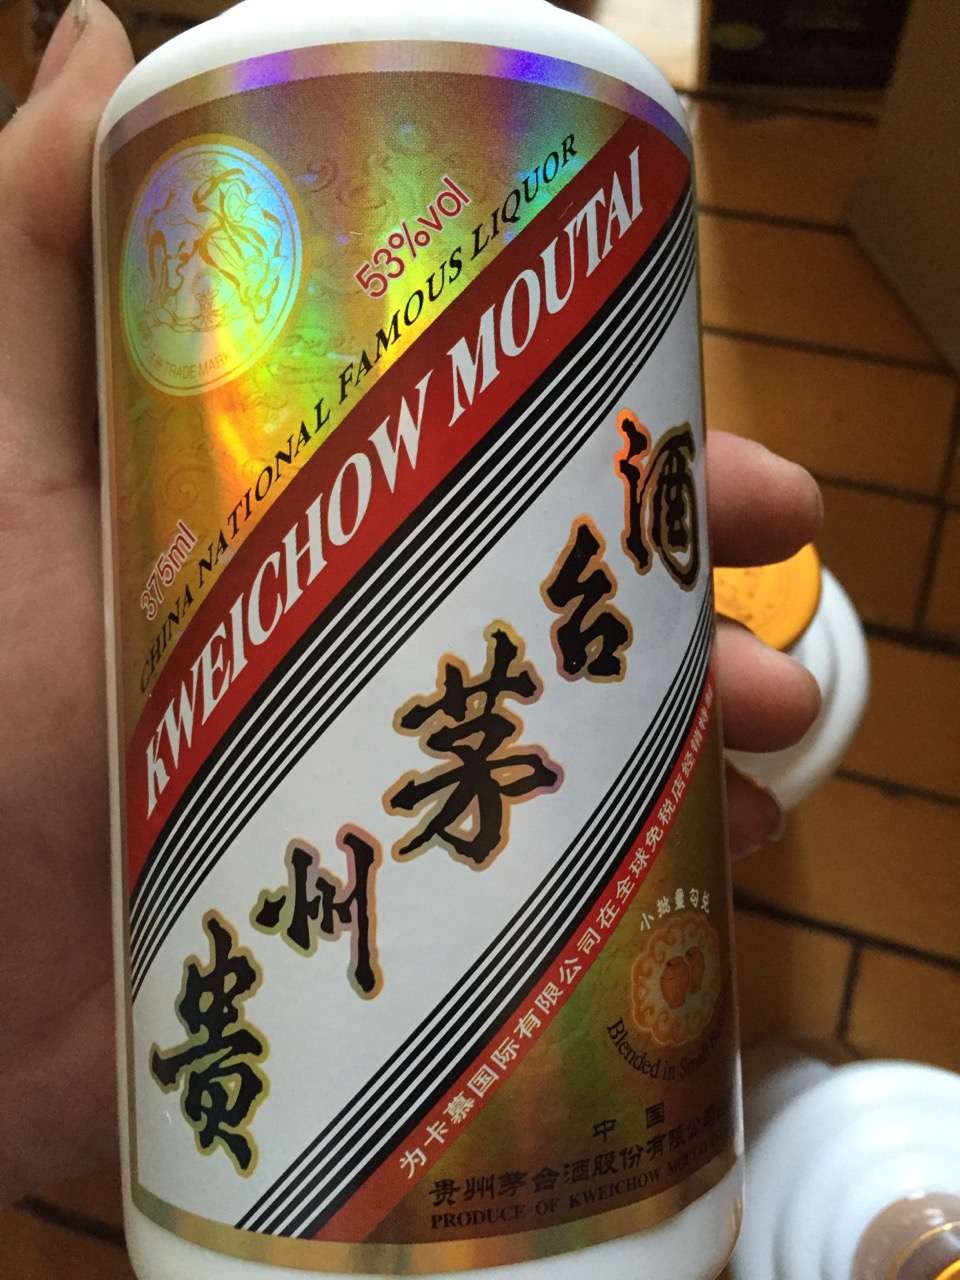 TRADE MARK
53%vol
375ml
CHINA NATIONAL FAMOUS LIQUOR
KWEICHOW MOUTAI
贵州茅台酒
为卡慕国际有限公司在全球免税店经销特制
小批量勾兑
Blended in Small
中国
贵州茅台酒股份有限公司
PRODUCE OF KWEICHOW MOUTAI